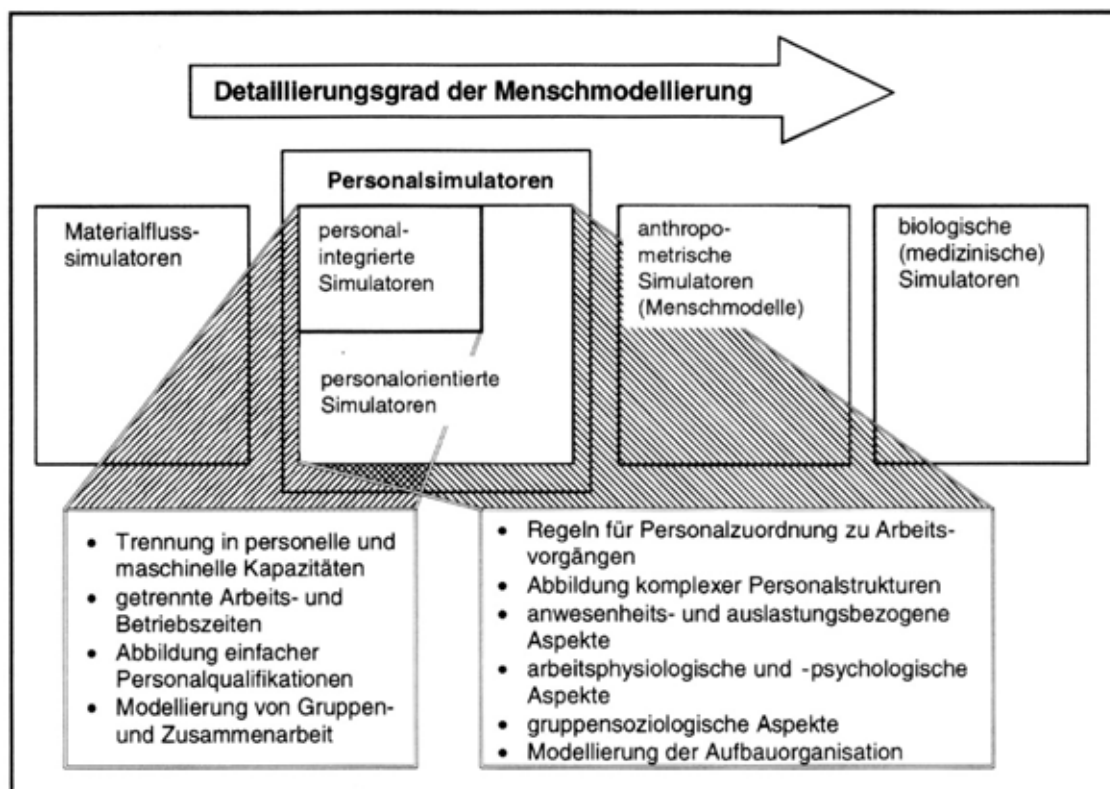 Detaillierungsgrad der Menschmodellierung
Personalsimulatoren
Materialfluss-
simulatoren
personal-
integrierte
Simulatoren
personalorientierte
Simulatoren
anthropo-
metrische
Simulatoren
(Menschmodelle)
biologische
(medizinische)
Simulatoren
• Trennung in personelle und
maschinelle Kapazitäten
• getrennte Arbeits- und
Betriebszeiten
• Abbildung einfacher
Personalqualifikationen
• Modellierung von Gruppen-
und Zusammenarbeit
• Regeln für Personalzuordnung zu Arbeits-
vorgängen
• Abbildung komplexer Personalstrukturen
• anwesenheits- und auslastungsbezogene
Aspekte
• arbeitsphysiologische und -psychologische
Aspekte
• gruppensoziologische Aspekte
• Modellierung der Aufbauorganisation